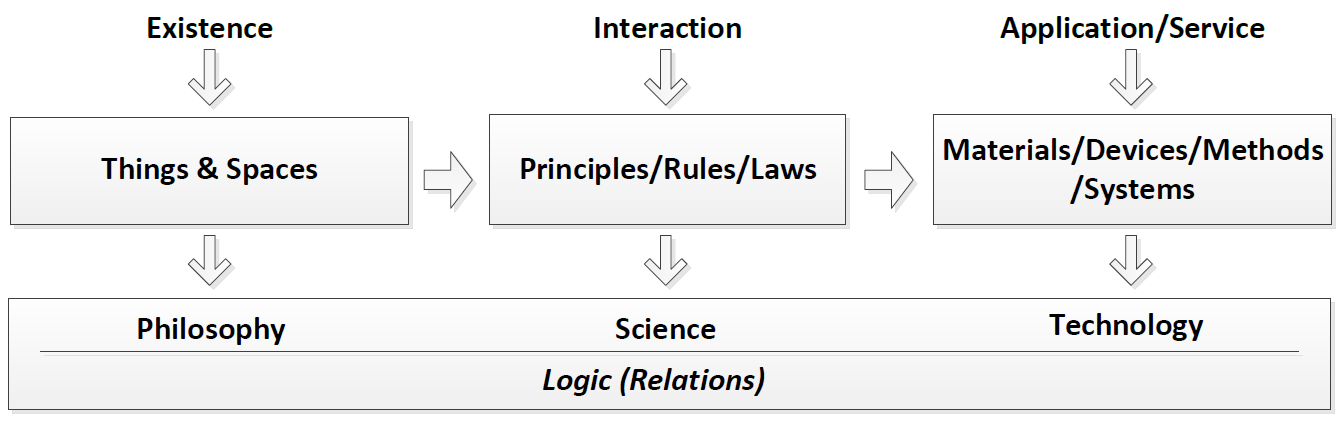 Existence
Interaction
Application/Service
Things & Spaces
Principles/Rules/Laws
Materials/Devices/Methods
/Systems
Philosophy
Science
Technology
Logic (Relations)